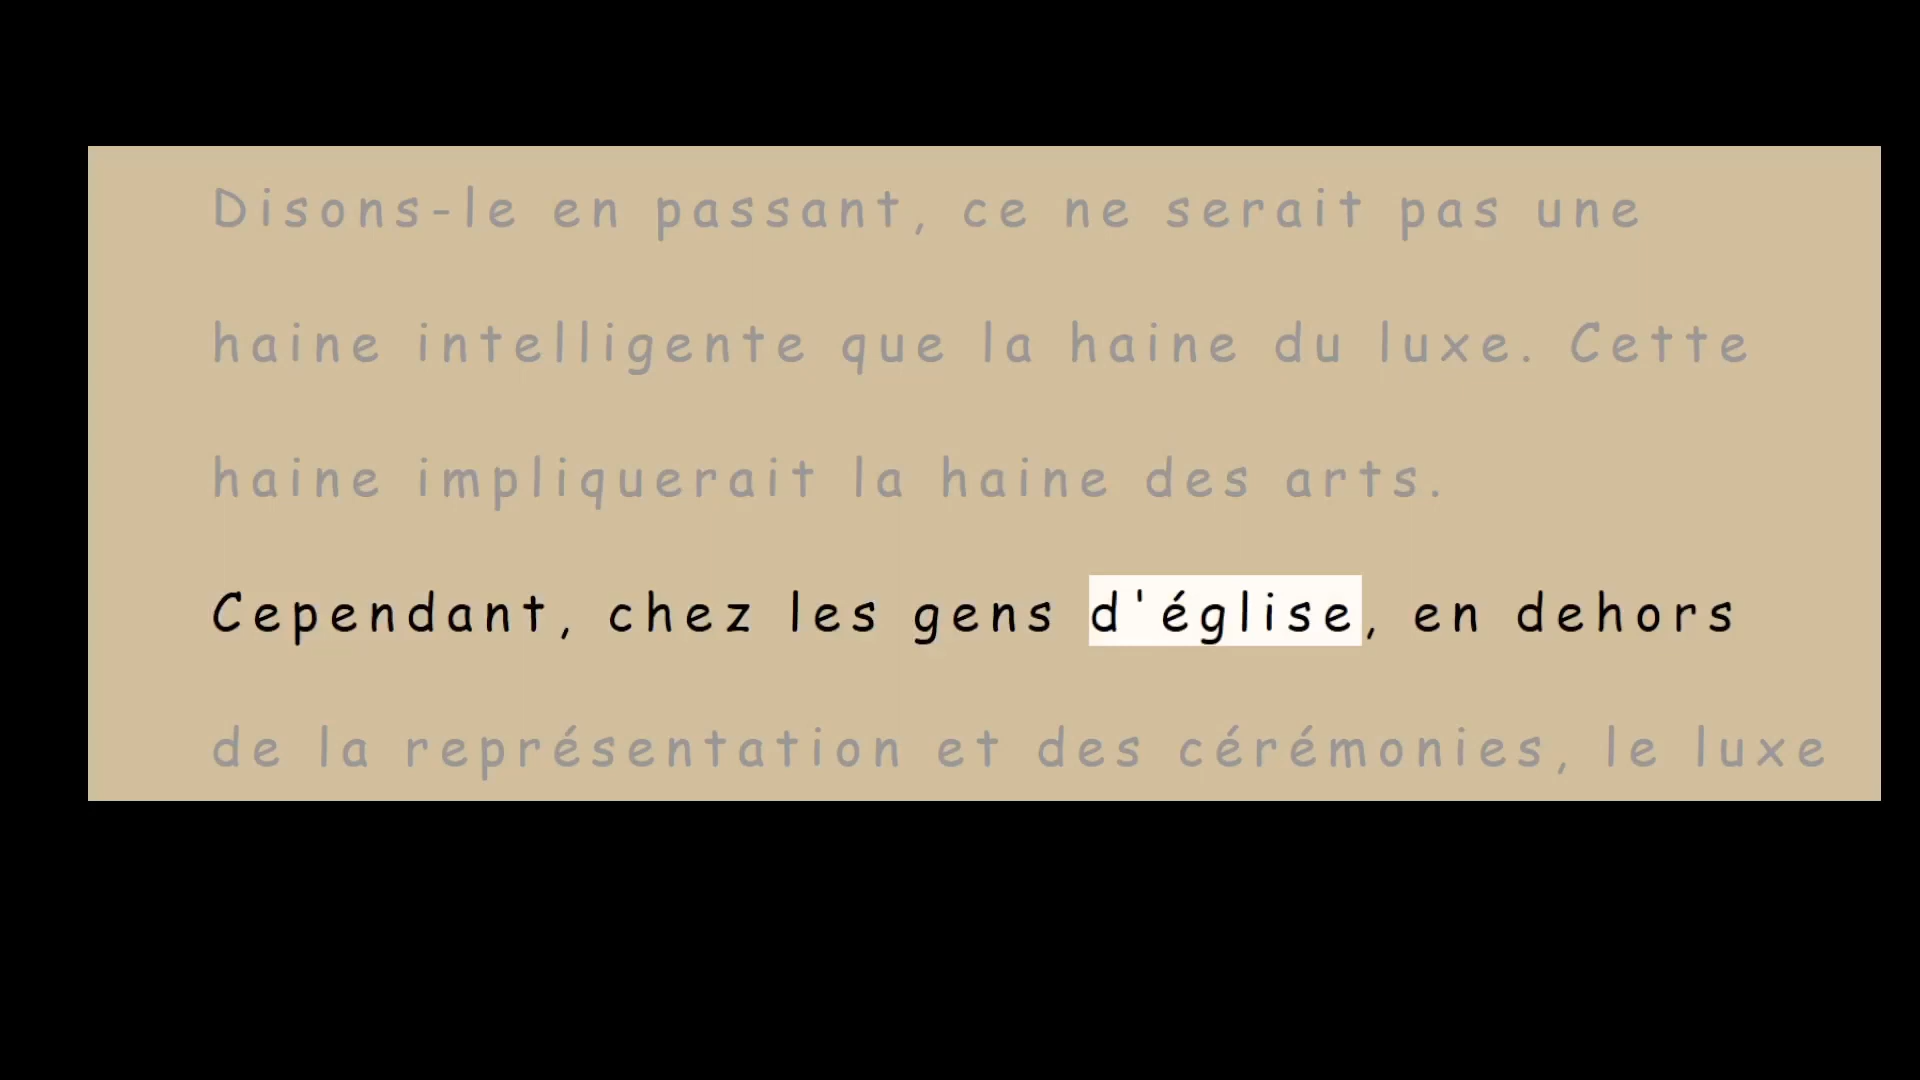 Disons-le en passant, ce ne serait pas une
haine intelligente que la haine du luxe. Cette
haine impliquerait la haine des arts.
Cependant, chez les gens d'église, en dehors
de la représentation et des cérémonies, le luxe